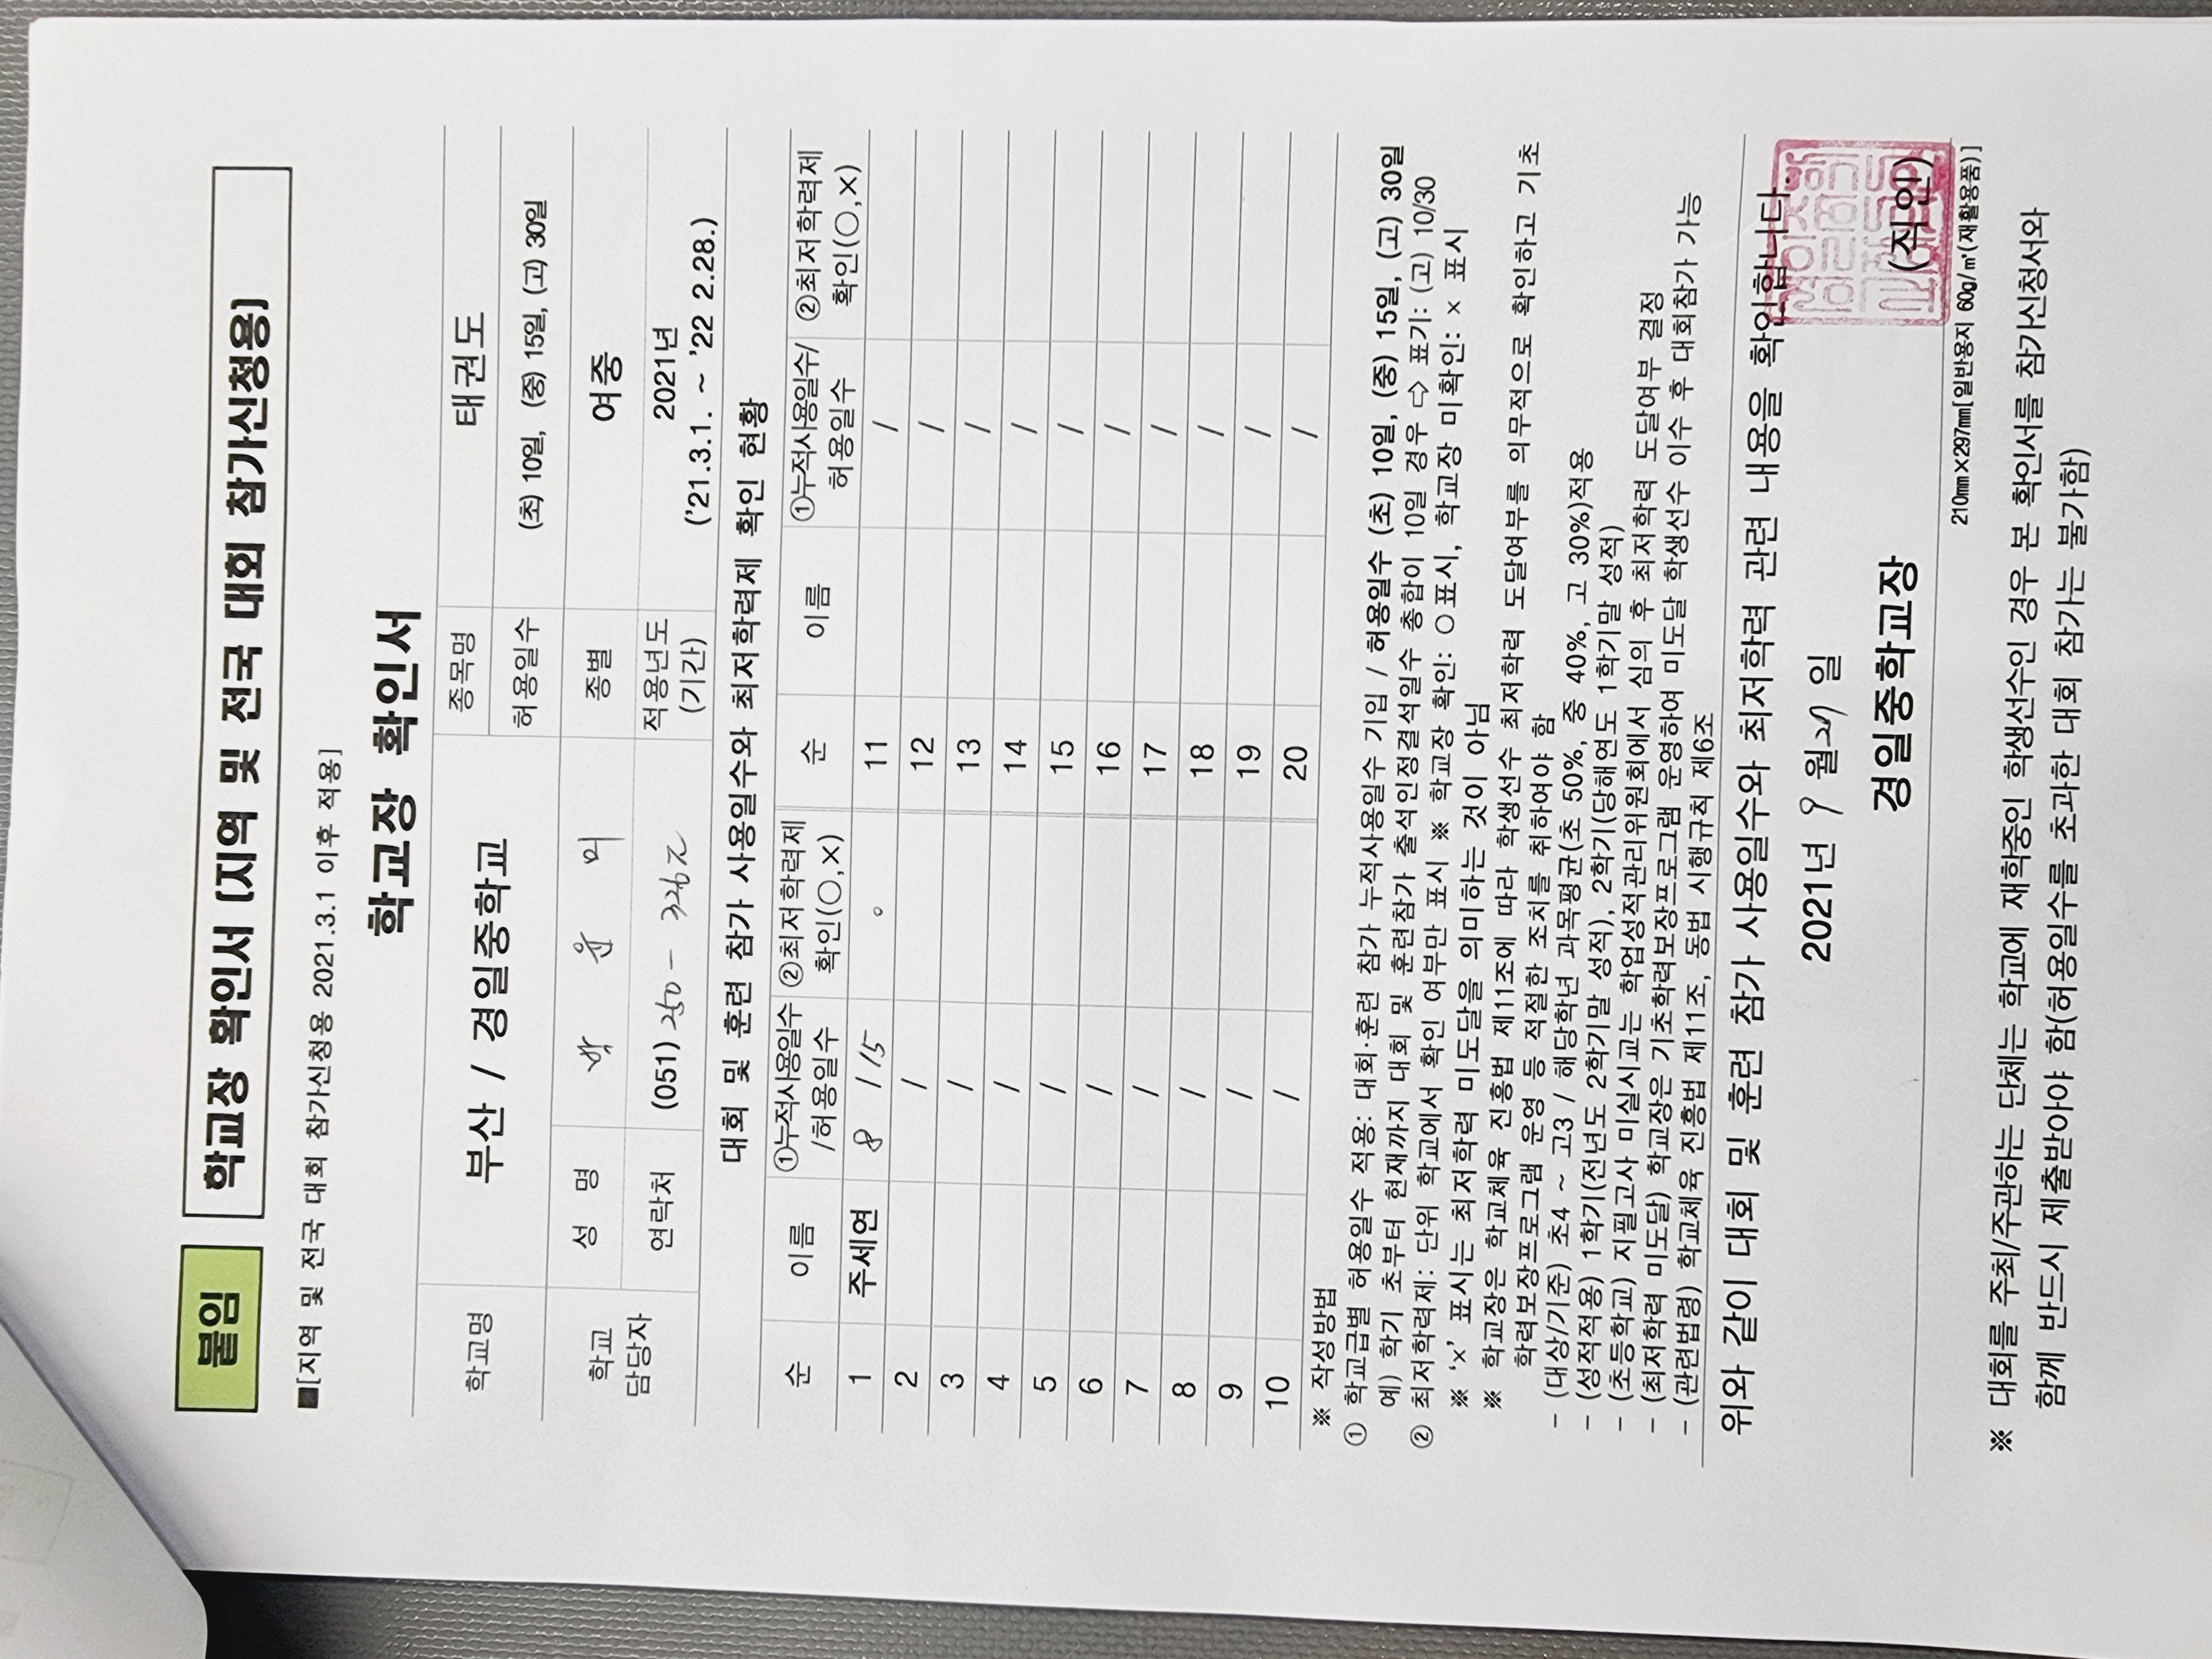 붙임
학교장 확인서 (지역 및 전국 대회 참가신청용)
■[지역 및 전국 대회 참가신청용 2021.3.1 이후 적용]
학교장 확인서
학교명 부산 / 경일중학교 종목명 태권도
허용일수 (초) 10일, (중) 15일, (고) 30일
학교 담당자 성 명 박 윤 미 종별 여중
연락처 (051) 250 - 3262 적용년도 (기간) 2021년 ('21.3.1. ~ '22 2.28.)
대회 및 훈련 참가 사용일수와 최저학력제 확인 현황
순 이름 ①누적사용일수 /허용일수 ②최저학력제 확인(○,×) 순 이름 ①누적사용일수/ 허용일수 ②최저학력제 확인(○,×)
1 주세연 8 / 15 ○ 11 /
2 / 12 /
3 / 13 /
4 / 14 /
5 / 15 /
6 / 16 /
7 / 17 /
8 / 18 /
9 / 19 /
10 / 20 /
※ 작성방법
① 학교급별 허용일수 적용: 대회·훈련 참가 누적사용일수 기입 / 허용일수 (초) 10일, (중) 15일, (고) 30일
예) 학기 초부터 현재까지 대회 및 훈련참가 출석인정결석일수 총합이 10일 경우 ⇨ 표기: (고) 10/30
② 최저학력제: 단위 학교에서 확인 여부만 표시 ※ 학교장 확인: ○표시, 학교장 미확인: × 표시
※ '×' 표시는 최저학력 미도달을 의미하는 것이 아님
※ 학교장은 학교체육 진흥법 제11조에 따라 학생선수 최저학력 도달여부를 의무적으로 확인하고 기초
학력보장프로그램 운영 등 적절한 조치를 취하여야 함
- (대상/기준) 초4 ~ 고3 / 해당학년 과목평균(초 50%, 중 40%, 고 30%)적용
- (성적적용) 1학기(전년도 2학기말 성적), 2학기(당해연도 1학기말 성적)
- (초등학교) 지필고사 미실시교는 학업성적관리위원회에서 심의 후 최저학력 도달여부 결정
- (최저학력 미도달) 학교장은 기초학력보장프로그램 운영하여 미도달 학생선수 이수 후 대회참가 가능
- (관련법령) 학교체육 진흥법 제11조, 동법 시행규칙 제6조
위와 같이 대회 및 훈련 참가 사용일수와 최저학력 관련 내용을 확인합니다.
2021년 9 월 일
경일중학교장 (직인)
210㎜×297㎜[일반용지 60g/㎡(재활용품)]
※ 대회를 주최/주관하는 단체는 학교에 재학중인 학생선수인 경우 본 확인서를 참가신청서와
함께 반드시 제출받아야 함(허용일수를 초과한 대회 참가는 불가함)